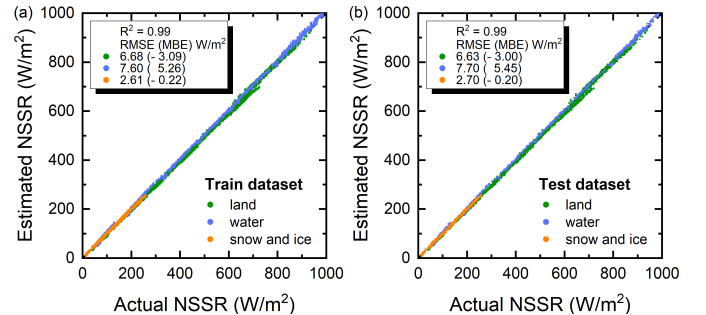 (a)
R² = 0.99
RMSE (MBE) W/m²
6.68 (- 3.09)
7.60 ( 5.26)
2.61 (- 0.22)
Train dataset
land
water
snow and ice
1000
800
600
400
200
0
0 200 400 600 800 1000
Estimated NSSR (W/m²)
Actual NSSR (W/m²)
(b)
R² = 0.99
RMSE (MBE) W/m²
6.63 (- 3.00)
7.70 ( 5.45)
2.70 (- 0.20)
Test dataset
land
water
snow and ice
1000
800
600
400
200
0
0 200 400 600 800 1000
Estimated NSSR (W/m²)
Actual NSSR (W/m²)